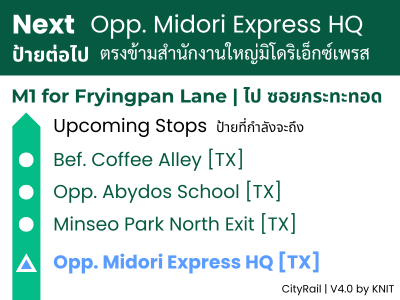 Next Opp. Midori Express HQ
ป้ายต่อไป ตรงข้ามสำนักงานใหญ่มิโดริเอ็กซ์เพรส
M1 for Fryingpan Lane | ไป ซอยกระทะทอด
Upcoming Stops ป้ายที่กำลังจะถึง
Bef. Coffee Alley [TX]
Opp. Abydos School [TX]
Minseo Park North Exit [TX]
Opp. Midori Express HQ [TX]
CityRail | V4.0 by KNIT